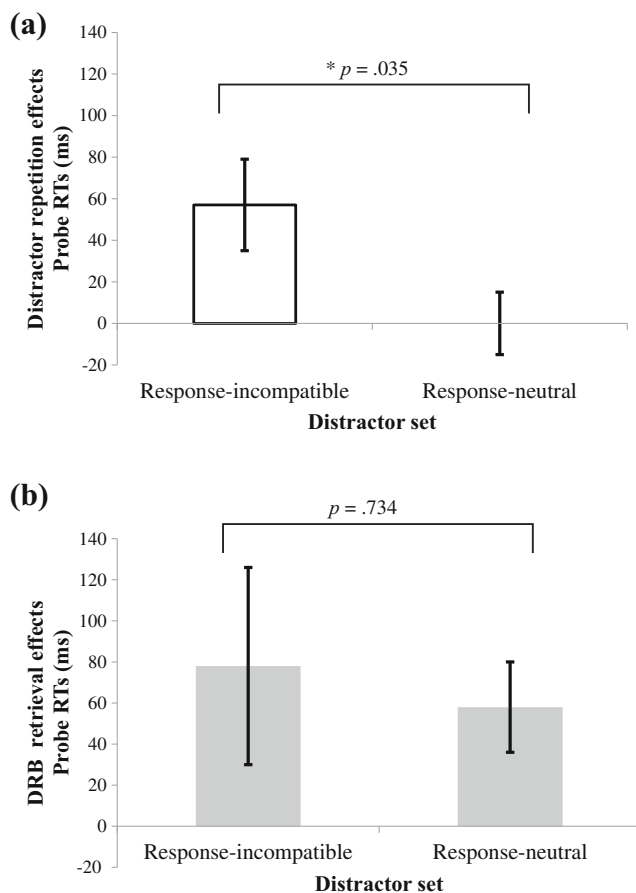 (a)
140
120
100
80
60
40
20
0
-20
* p = .035
Distractor repetition effects
Probe RTs (ms)
Response-incompatible
Response-neutral
Distractor set
(b)
140
120
100
80
60
40
20
0
-20
p = .734
DRB retrieval effects
Probe RTs (ms)
Response-incompatible
Response-neutral
Distractor set